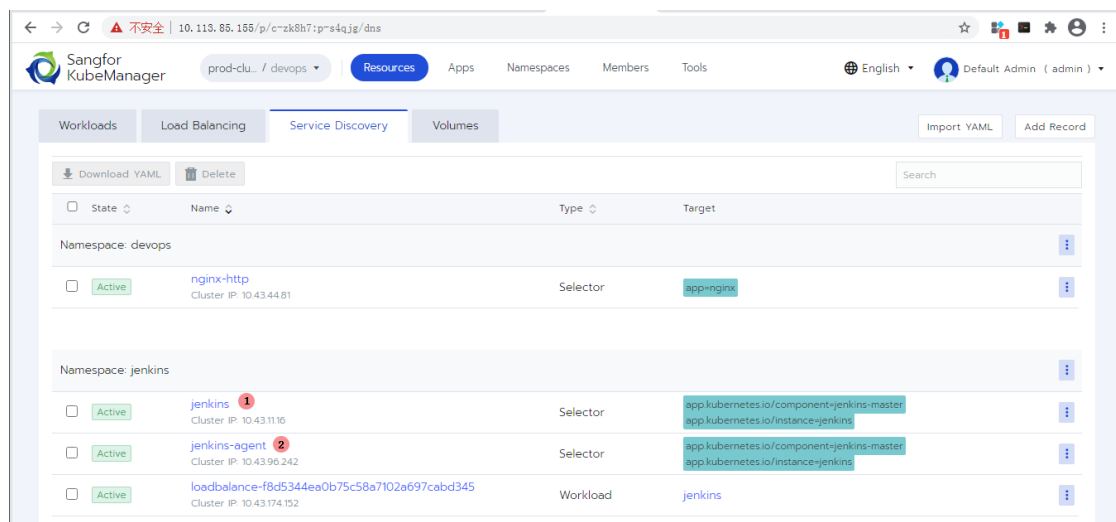 不安全 | 10.113.85.155/p/c-zk8h7:p-s4qjg/dns
1
Sangfor
KubeManager
prod-clu... / devops
Resources
Apps
Namespaces
Members
Tools
English
Default Admin ( admin )
Workloads
Load Balancing
Service Discovery
Volumes
Import YAML
Add Record
Download YAML
Delete
Search
State
Name
Type
Target
Namespace: devops
Active
nginx-http
Cluster IP: 10.43.44.81
Selector
app=nginx
Namespace: jenkins
Active
jenkins 1
Cluster IP: 10.43.11.16
Selector
app.kubernetes.io/component=jenkins-master
app.kubernetes.io/instance=jenkins
Active
jenkins-agent 2
Cluster IP: 10.43.96.242
Selector
app.kubernetes.io/component=jenkins-master
app.kubernetes.io/instance=jenkins
Active
loadbalance-f8d5344ea0b75c58a7102a697cabd345
Cluster IP: 10.43.174.152
Workload
jenkins